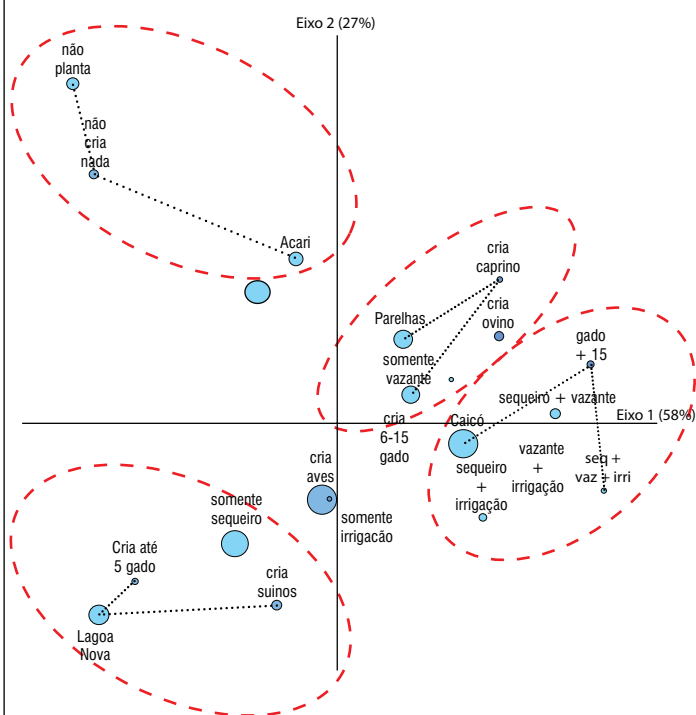 Eixo 2 (27%)
não
planta
não
cria
nada
Acari
cria
caprino
cria
ovino
Parelhas
somente
vazante
gado
+ 15
sequeiro + vazante
Eixo 1 (58%)
cria
6-15
gado
Caicó
sequeiro
+
irrigação
vazante
+
irrigação
seq +
vaz + irri
cria
aves
somente
irrigacão
somente
sequeiro
Cria até
5 gado
cria
suinos
Lagoa
Nova